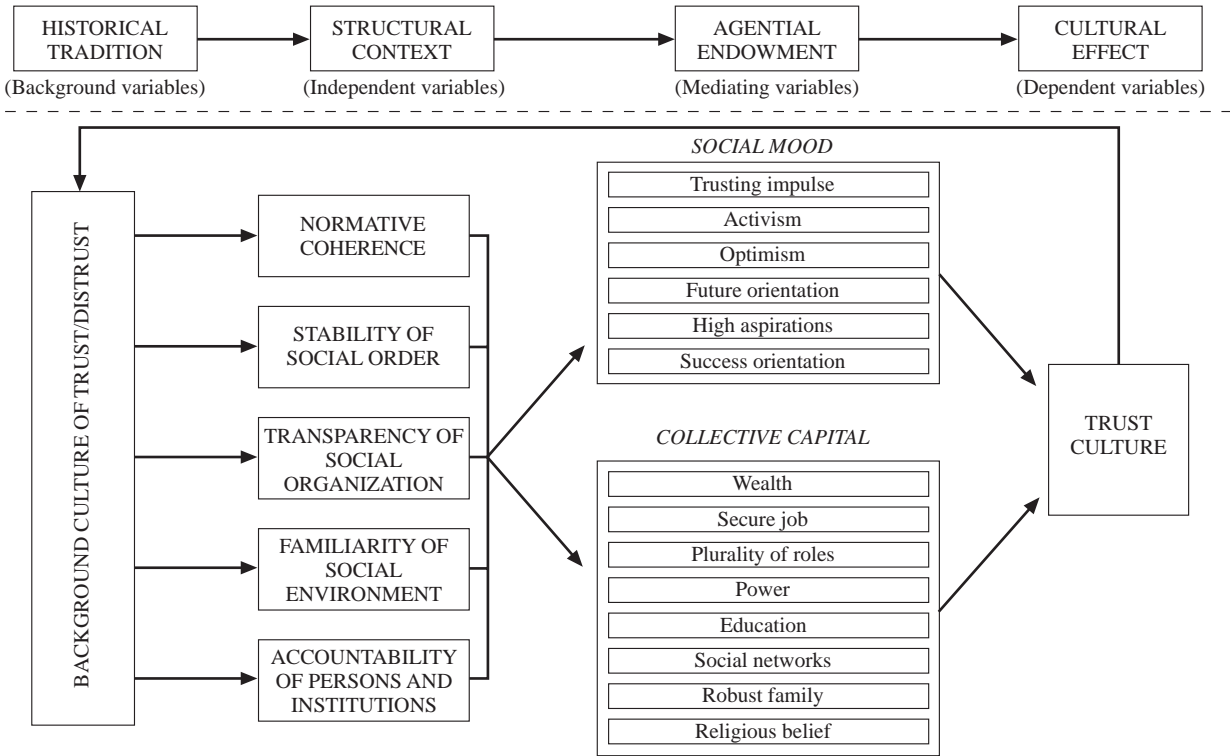 HISTORICAL
TRADITION
(Background variables)
STRUCTURAL
CONTEXT
(Independent variables)
AGENTIAL
ENDOWMENT
(Mediating variables)
CULTURAL
EFFECT
(Dependent variables)
BACKGROUND CULTURE OF TRUST/DISTRUST
NORMATIVE
COHERENCE
STABILITY OF
SOCIAL ORDER
TRANSPARENCY OF
SOCIAL
ORGANIZATION
FAMILIARITY OF
SOCIAL
ENVIRONMENT
ACCOUNTABILITY
OF PERSONS AND
INSTITUTIONS
SOCIAL MOOD
Trusting impulse
Activism
Optimism
Future orientation
High aspirations
Success orientation
COLLECTIVE CAPITAL
Wealth
Secure job
Plurality of roles
Power
Education
Social networks
Robust family
Religious belief
TRUST
CULTURE